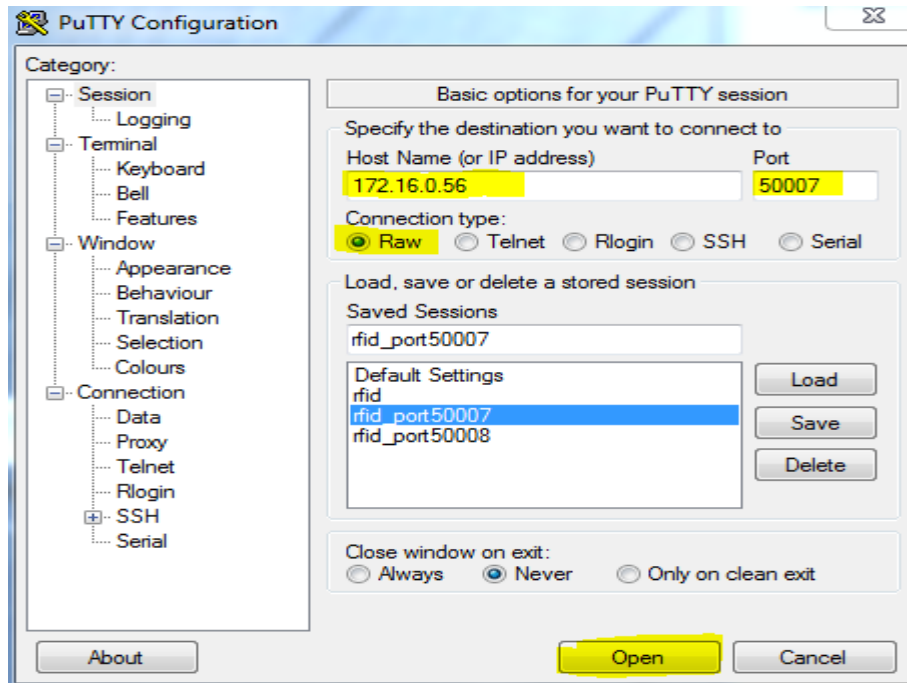 PuTTY Configuration
Category:
Session
Logging
Terminal
Keyboard
Bell
Features
Window
Appearance
Behaviour
Translation
Selection
Colours
Connection
Data
Proxy
Telnet
Rlogin
SSH
Serial
Basic options for your PuTTY session
Specify the destination you want to connect to
Host Name (or IP address) Port
172.16.0.56 50007
Connection type:
Raw Telnet Rlogin SSH Serial
Load, save or delete a stored session
Saved Sessions
rfid_port50007
Default Settings
rfid
rfid_port50007
rfid_port50008
Load
Save
Delete
Close window on exit:
Always Never Only on clean exit
About Open Cancel